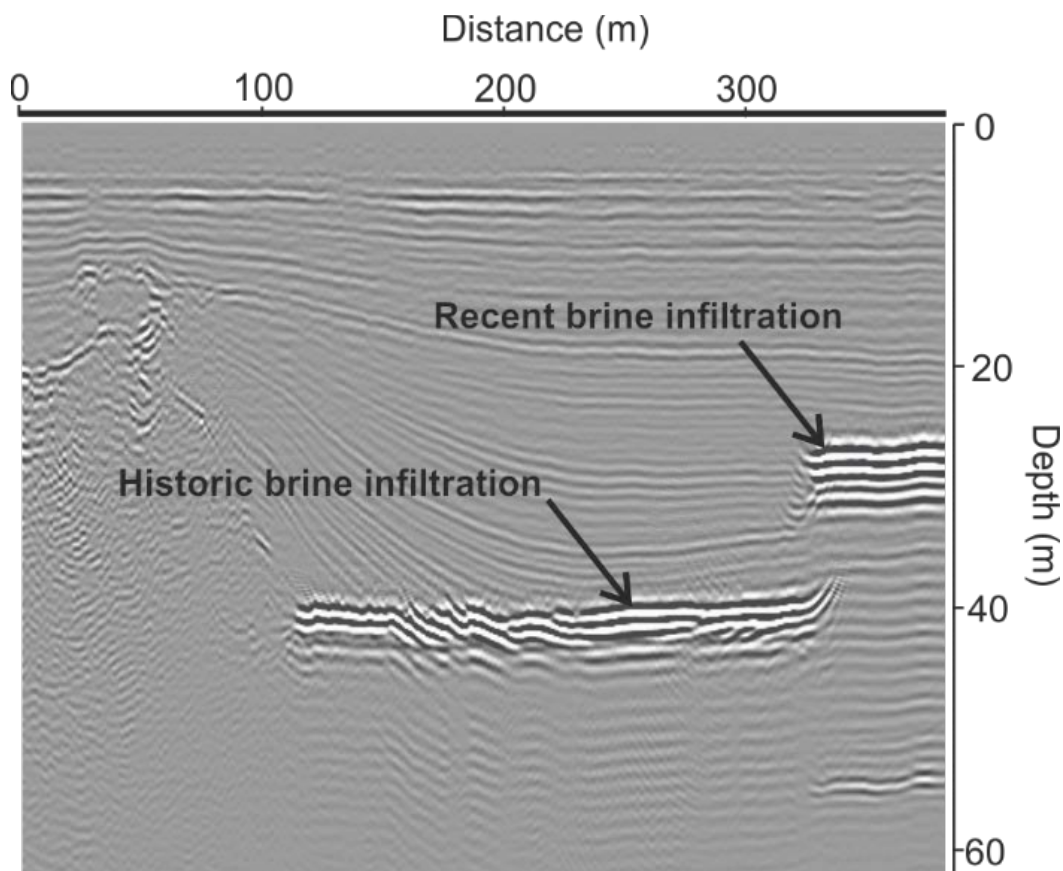 Distance (m)
0 100 200 300
0
Recent brine infiltration
20
Historic brine infiltration
Depth (m)
40
60